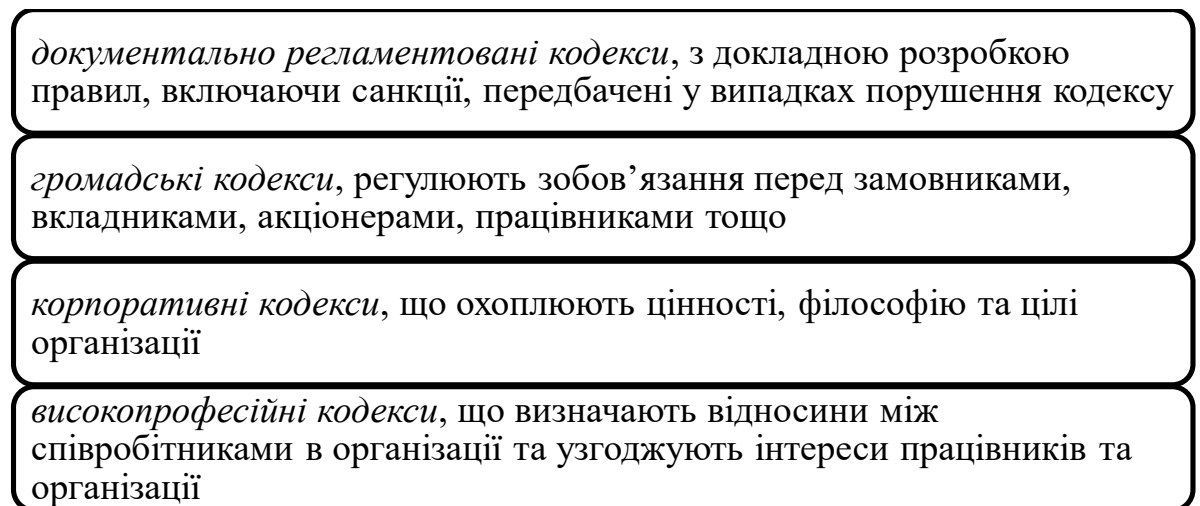 документально регламентовані кодекси, з докладною розробкою
правил, включаючи санкції, передбачені у випадках порушення кодексу
громадські кодекси, регулюють зобов’язання перед замовниками,
вкладниками, акціонерами, працівниками тощо
корпоративні кодекси, що охоплюють цінності, філософію та цілі
організації
високопрофесійні кодекси, що визначають відносини між
співробітниками в організації та узгоджують інтереси працівників та
організації